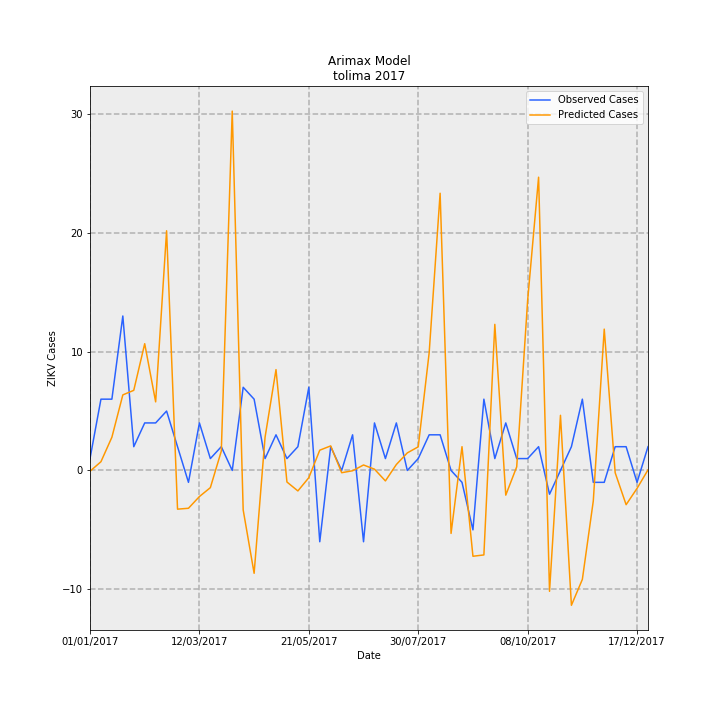 Arimax Model
tolima 2017
Observed Cases
Predicted Cases
30
20
10
0
−10
ZIKV Cases
01/01/2017 12/03/2017 21/05/2017 30/07/2017 08/10/2017 17/12/2017
Date